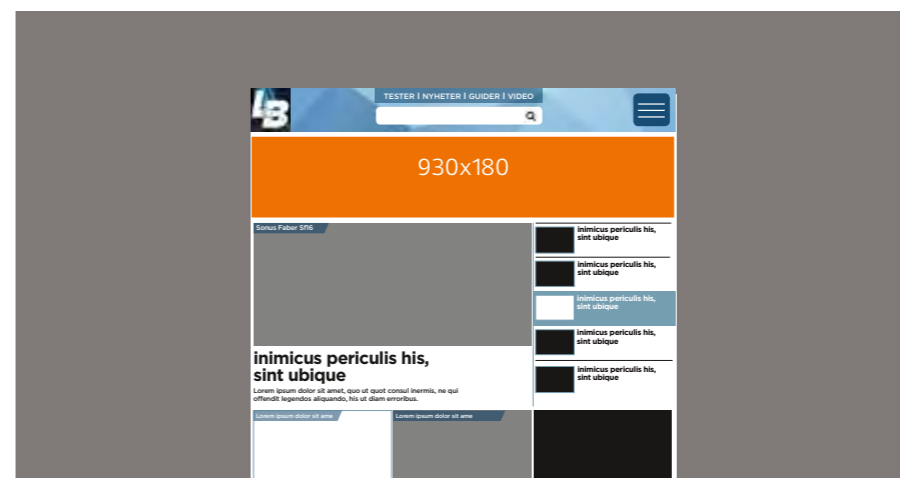 LB
TESTER | NYHETER | GUIDER | VIDEO
930x180
Sonus Faber Sf16
inimicus periculis his,
sint ubique
Lorem ipsum dolor sit amet, quo ut quot consul inermis, ne qui
offendit legendos aliquando, his ut diam erroribus.
inimicus periculis his,
sint ubique
inimicus periculis his,
sint ubique
inimicus periculis his,
sint ubique
inimicus periculis his,
sint ubique
inimicus periculis his,
sint ubique
Lorem ipsum dolor sit ame
Lorem ipsum dolor sit ame